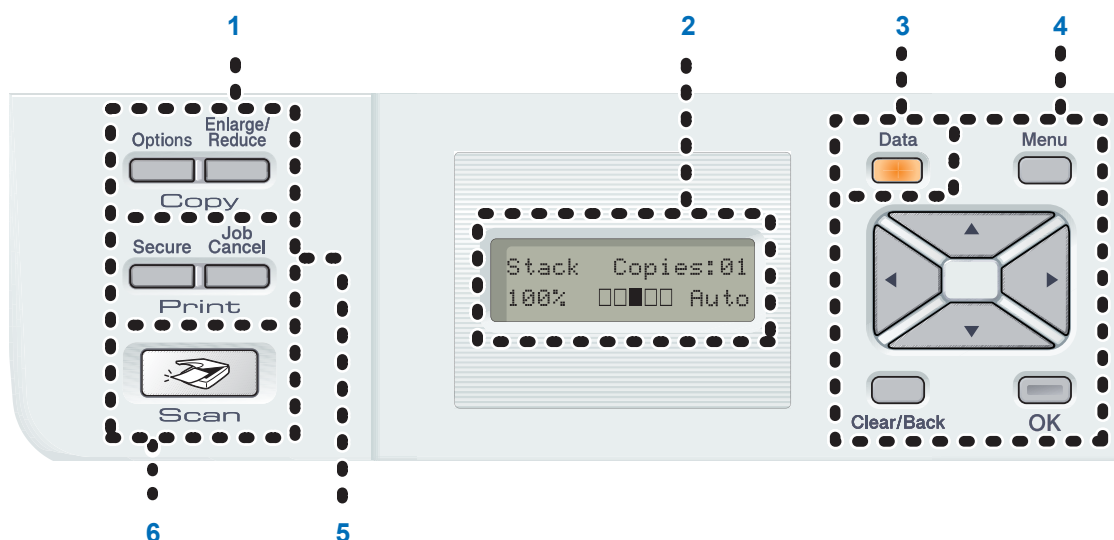 1 2 3 4
Options Enlarge/
Reduce
Copy
Secure Job
Cancel
Print
Scan
Stack Copies:01
100% □□■□□ Auto
Data Menu
Clear/Back OK
6 5